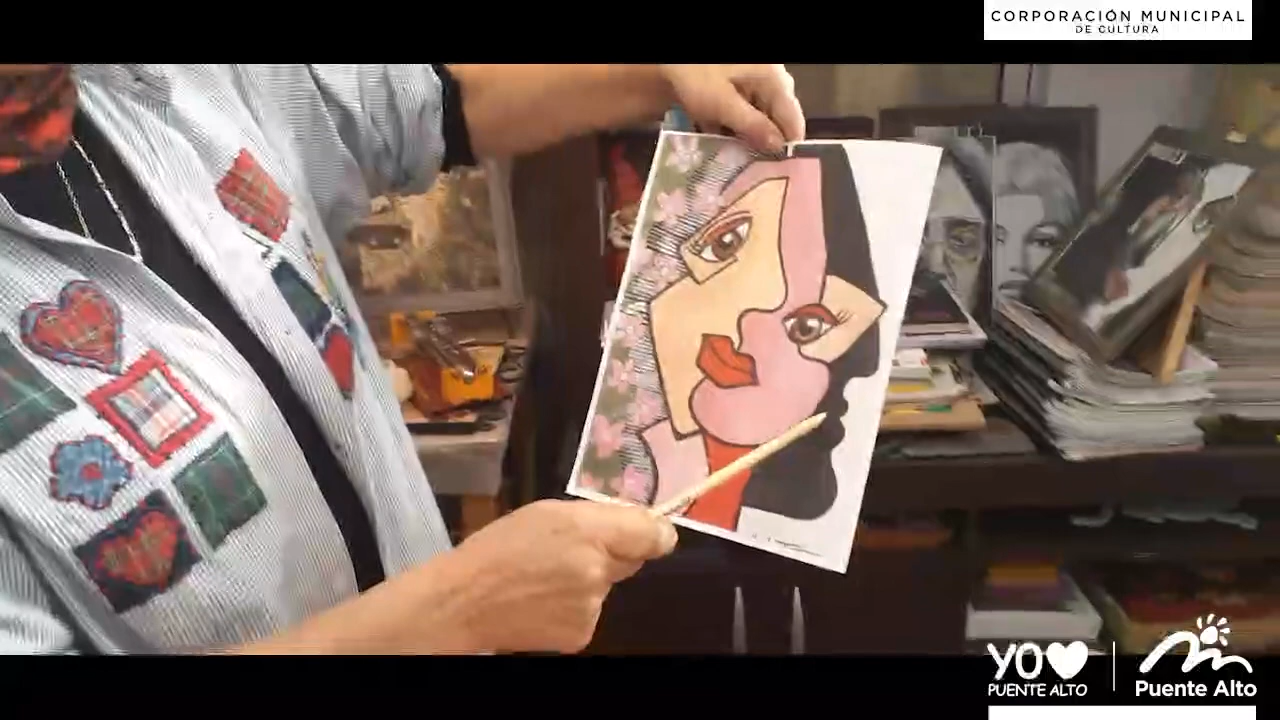 CORPORACIÓN MUNICIPAL
DE CULTURA
YO
PUENTE ALTO
Puente Alto